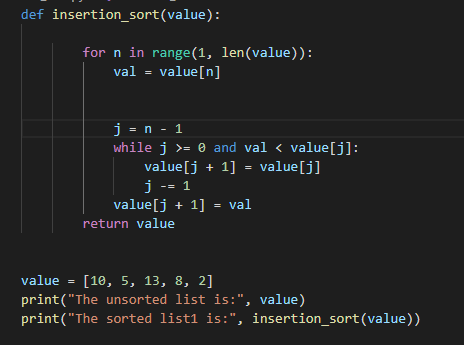 def insertion_sort(value):
for n in range(1, len(value)):
val = value[n]
j = n - 1
while j >= 0 and val < value[j]:
value[j + 1] = value[j]
j -= 1
value[j + 1] = val
return value
value = [10, 5, 13, 8, 2]
print("The unsorted list is:", value)
print("The sorted list1 is:", insertion_sort(value))